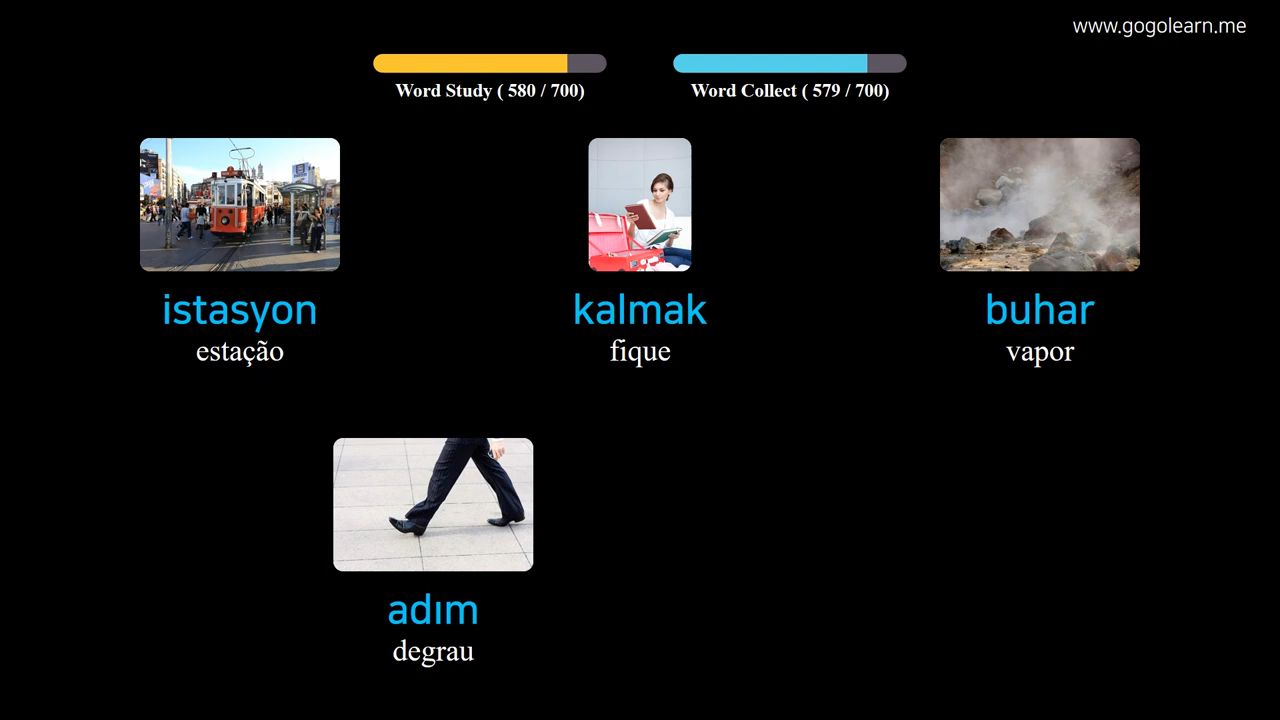 www.gogolearn.me
Word Study ( 580 / 700)
Word Collect ( 579 / 700)
istasyon
estação
kalmak
fique
buhar
vapor
adım
degrau